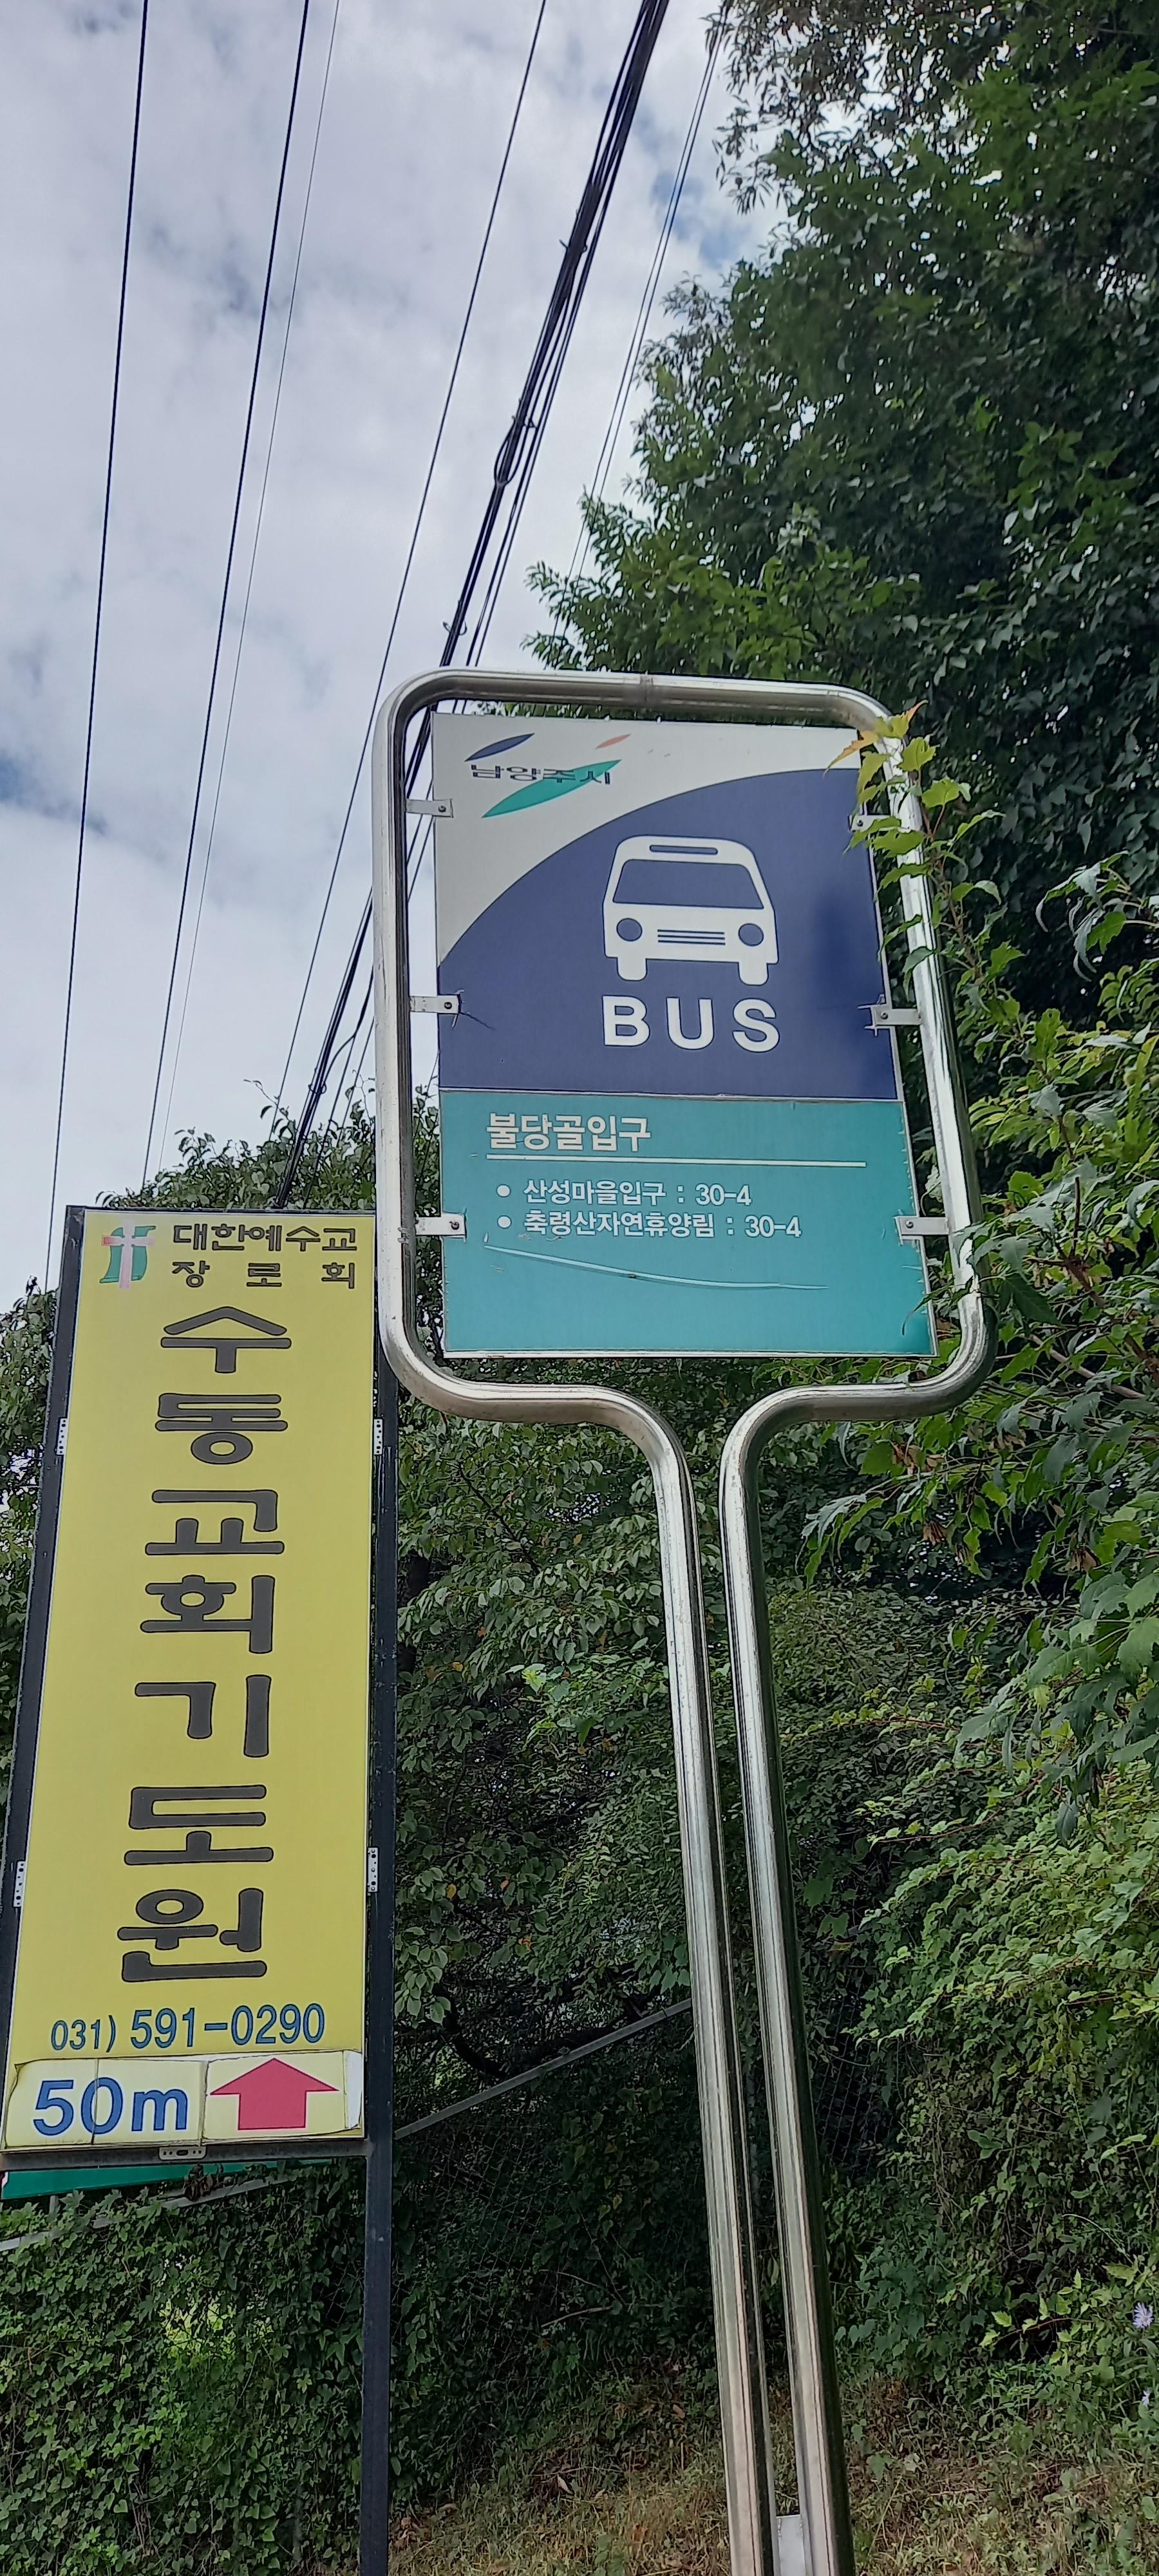 남양주시
BUS
불당골입구
• 산성마을입구 : 30-4
• 축령산자연휴양림 : 30-4
대한예수교
장로회
수동교회기도원
031) 591-0290
50m